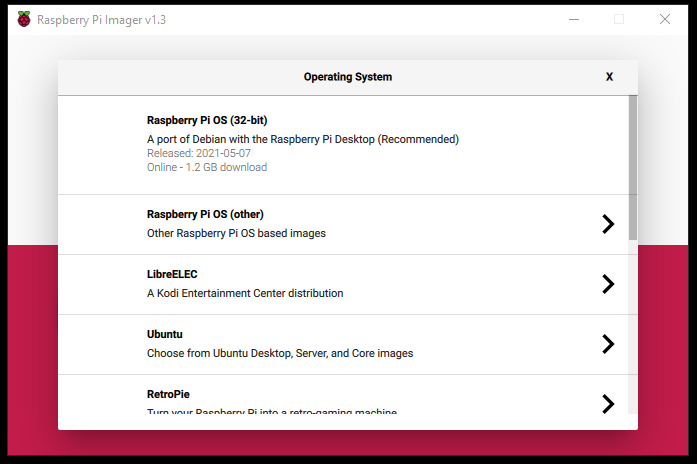 Raspberry Pi Imager v1.3
Operating System
X
Raspberry Pi OS (32-bit)
A port of Debian with the Raspberry Pi Desktop (Recommended)
Released: 2021-05-07
Online - 1.2 GB download
Raspberry Pi OS (other)
Other Raspberry Pi OS based images
LibreELEC
A Kodi Entertainment Center distribution
Ubuntu
Choose from Ubuntu Desktop, Server, and Core images
RetroPie
Turn your Raspberry Pi into a retro-gaming machine